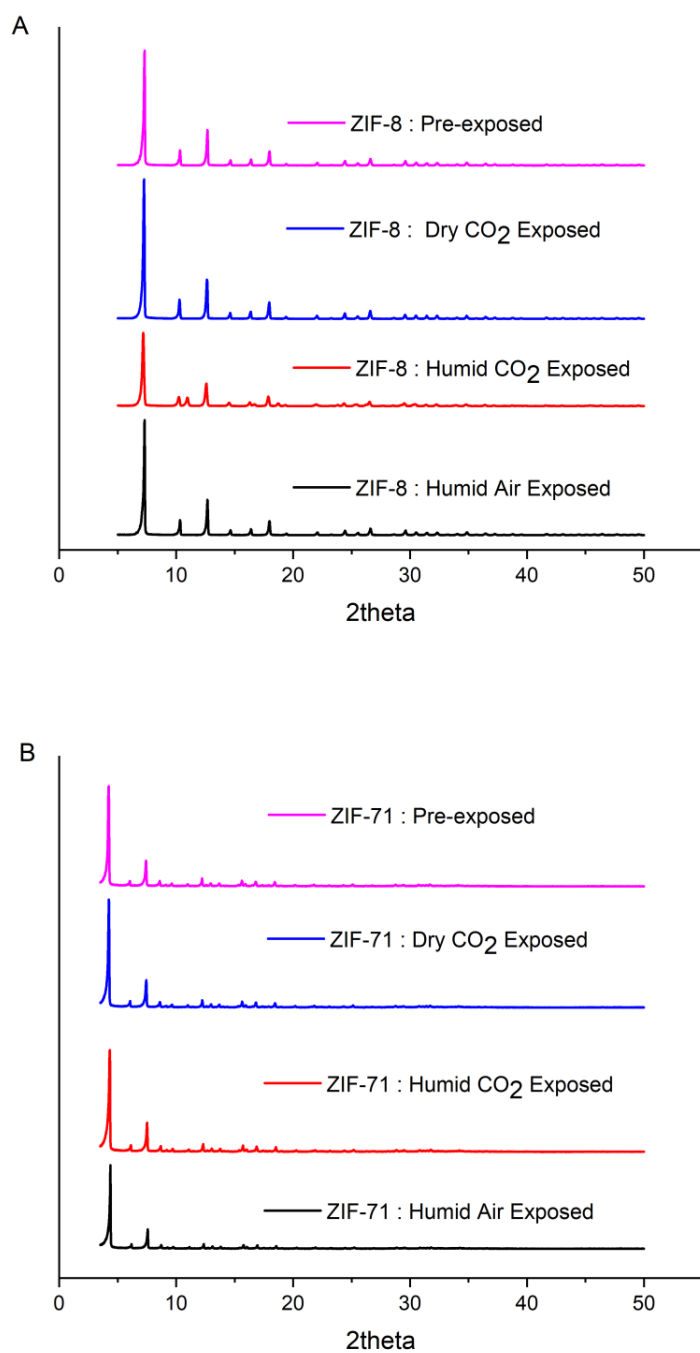 A
ZIF-8 : Pre-exposed
ZIF-8 :  Dry CO2 Exposed
ZIF-8 : Humid CO2 Exposed
ZIF-8 : Humid Air Exposed
0 10 20 30 40 50
2theta
B
ZIF-71 : Pre-exposed
ZIF-71 : Dry CO2 Exposed
ZIF-71 : Humid CO2 Exposed
ZIF-71 : Humid Air Exposed
0 10 20 30 40 50
2theta